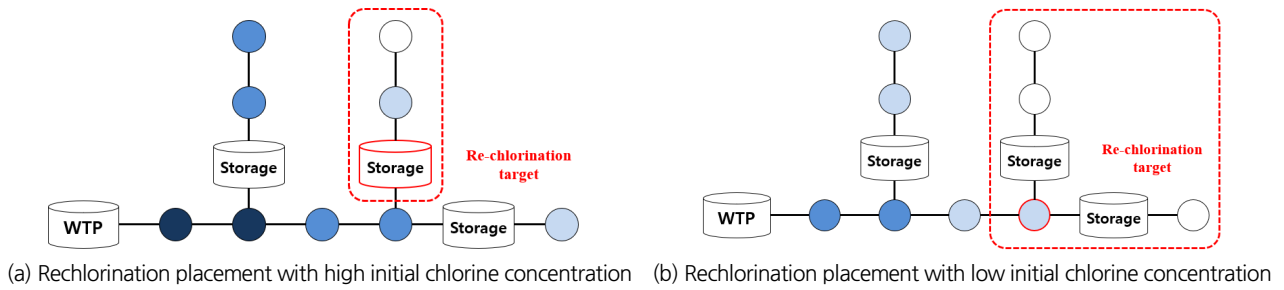 Storage
Storage
Re-chlorination
target
WTP
Storage
(a) Rechlorination placement with high initial chlorine concentration
Storage
Storage
Re-chlorination
target
WTP
Storage
(b) Rechlorination placement with low initial chlorine concentration